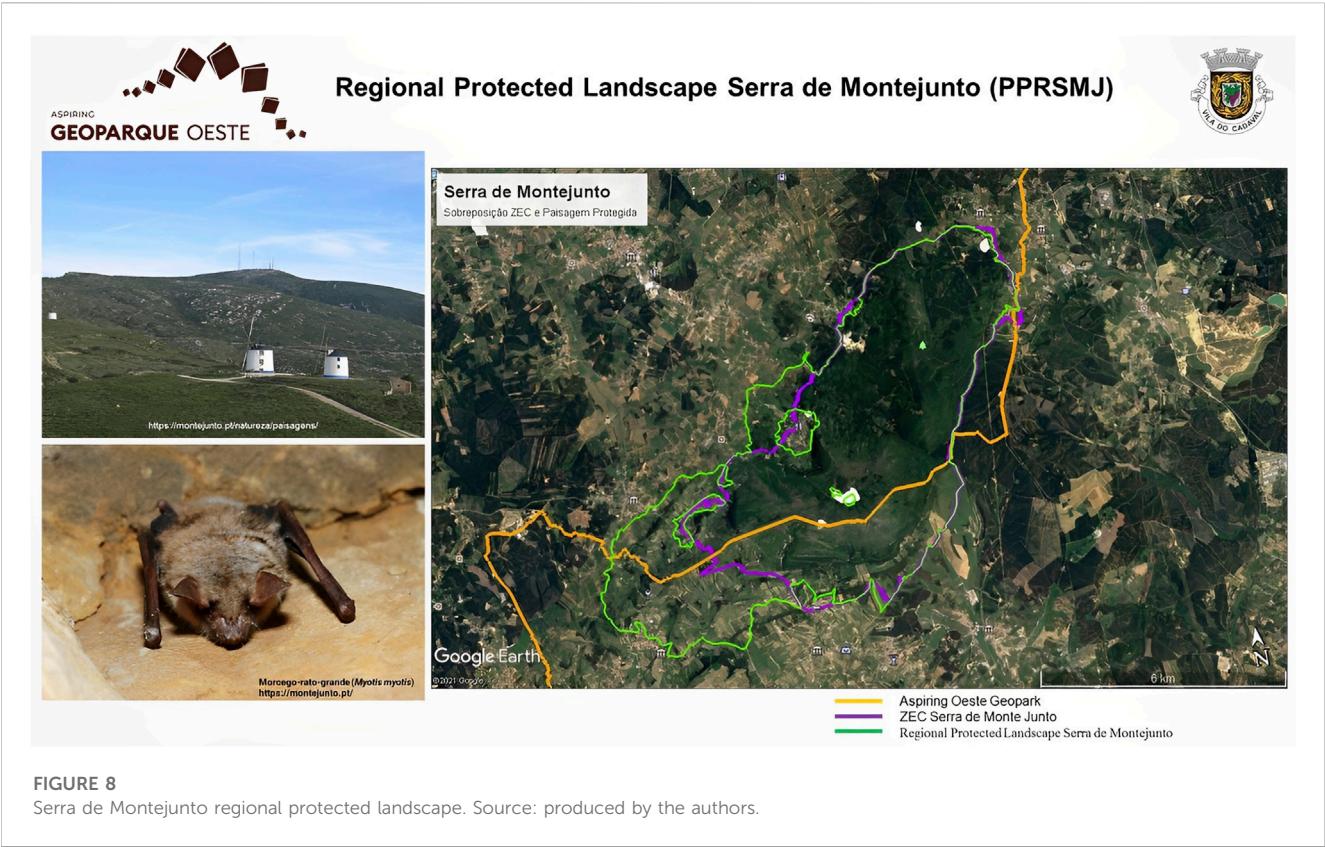 ASPIRING
GEOPARQUE OESTE
Regional Protected Landscape Serra de Montejunto (PPRSMJ)
VILA DO CADAVAL
https://montejunto.pt/natureza/paisagens/
Morcego-rato-grande (Myotis myotis)
https://montejunto.pt/
Serra de Montejunto
Sobreposição ZEC e Paisagem Protegida
Google Earth
©2021 Google
N
6 km
Aspiring Oeste Geopark
ZEC Serra de Monte Junto
Regional Protected Landscape Serra de Montejunto
FIGURE 8
Serra de Montejunto regional protected landscape. Source: produced by the authors.